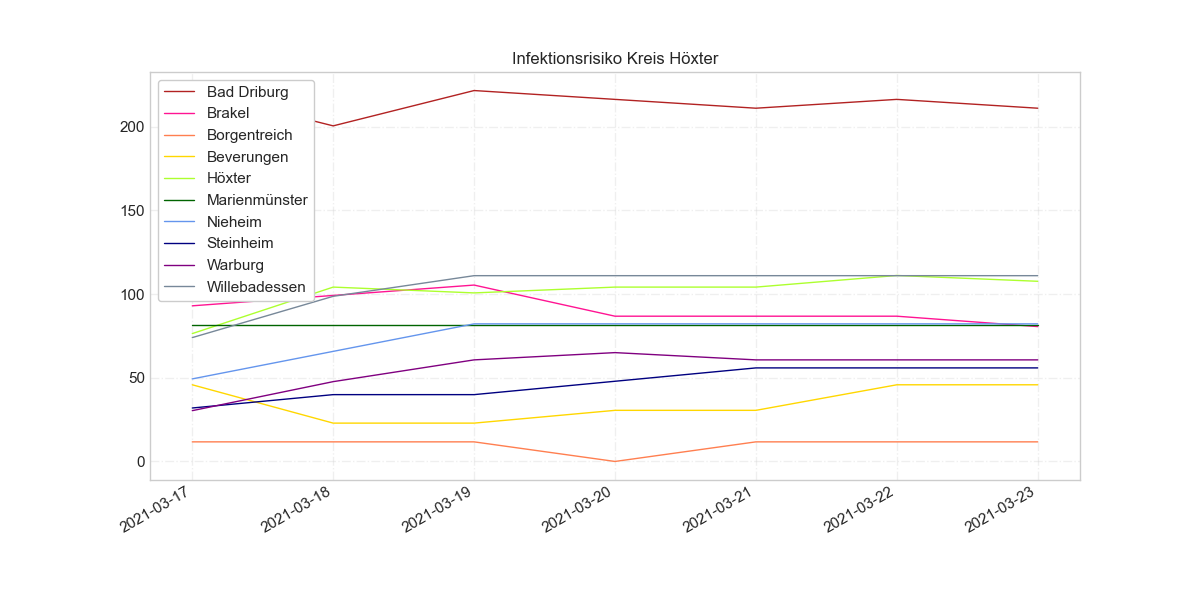 Infektionsrisiko Kreis Höxter
Bad Driburg
Brakel
Borgentreich
Beverungen
Höxter
Marienmünster
Nieheim
Steinheim
Warburg
Willebadessen
200
150
100
50
0
2021-03-17
2021-03-18
2021-03-19
2021-03-20
2021-03-21
2021-03-22
2021-03-23